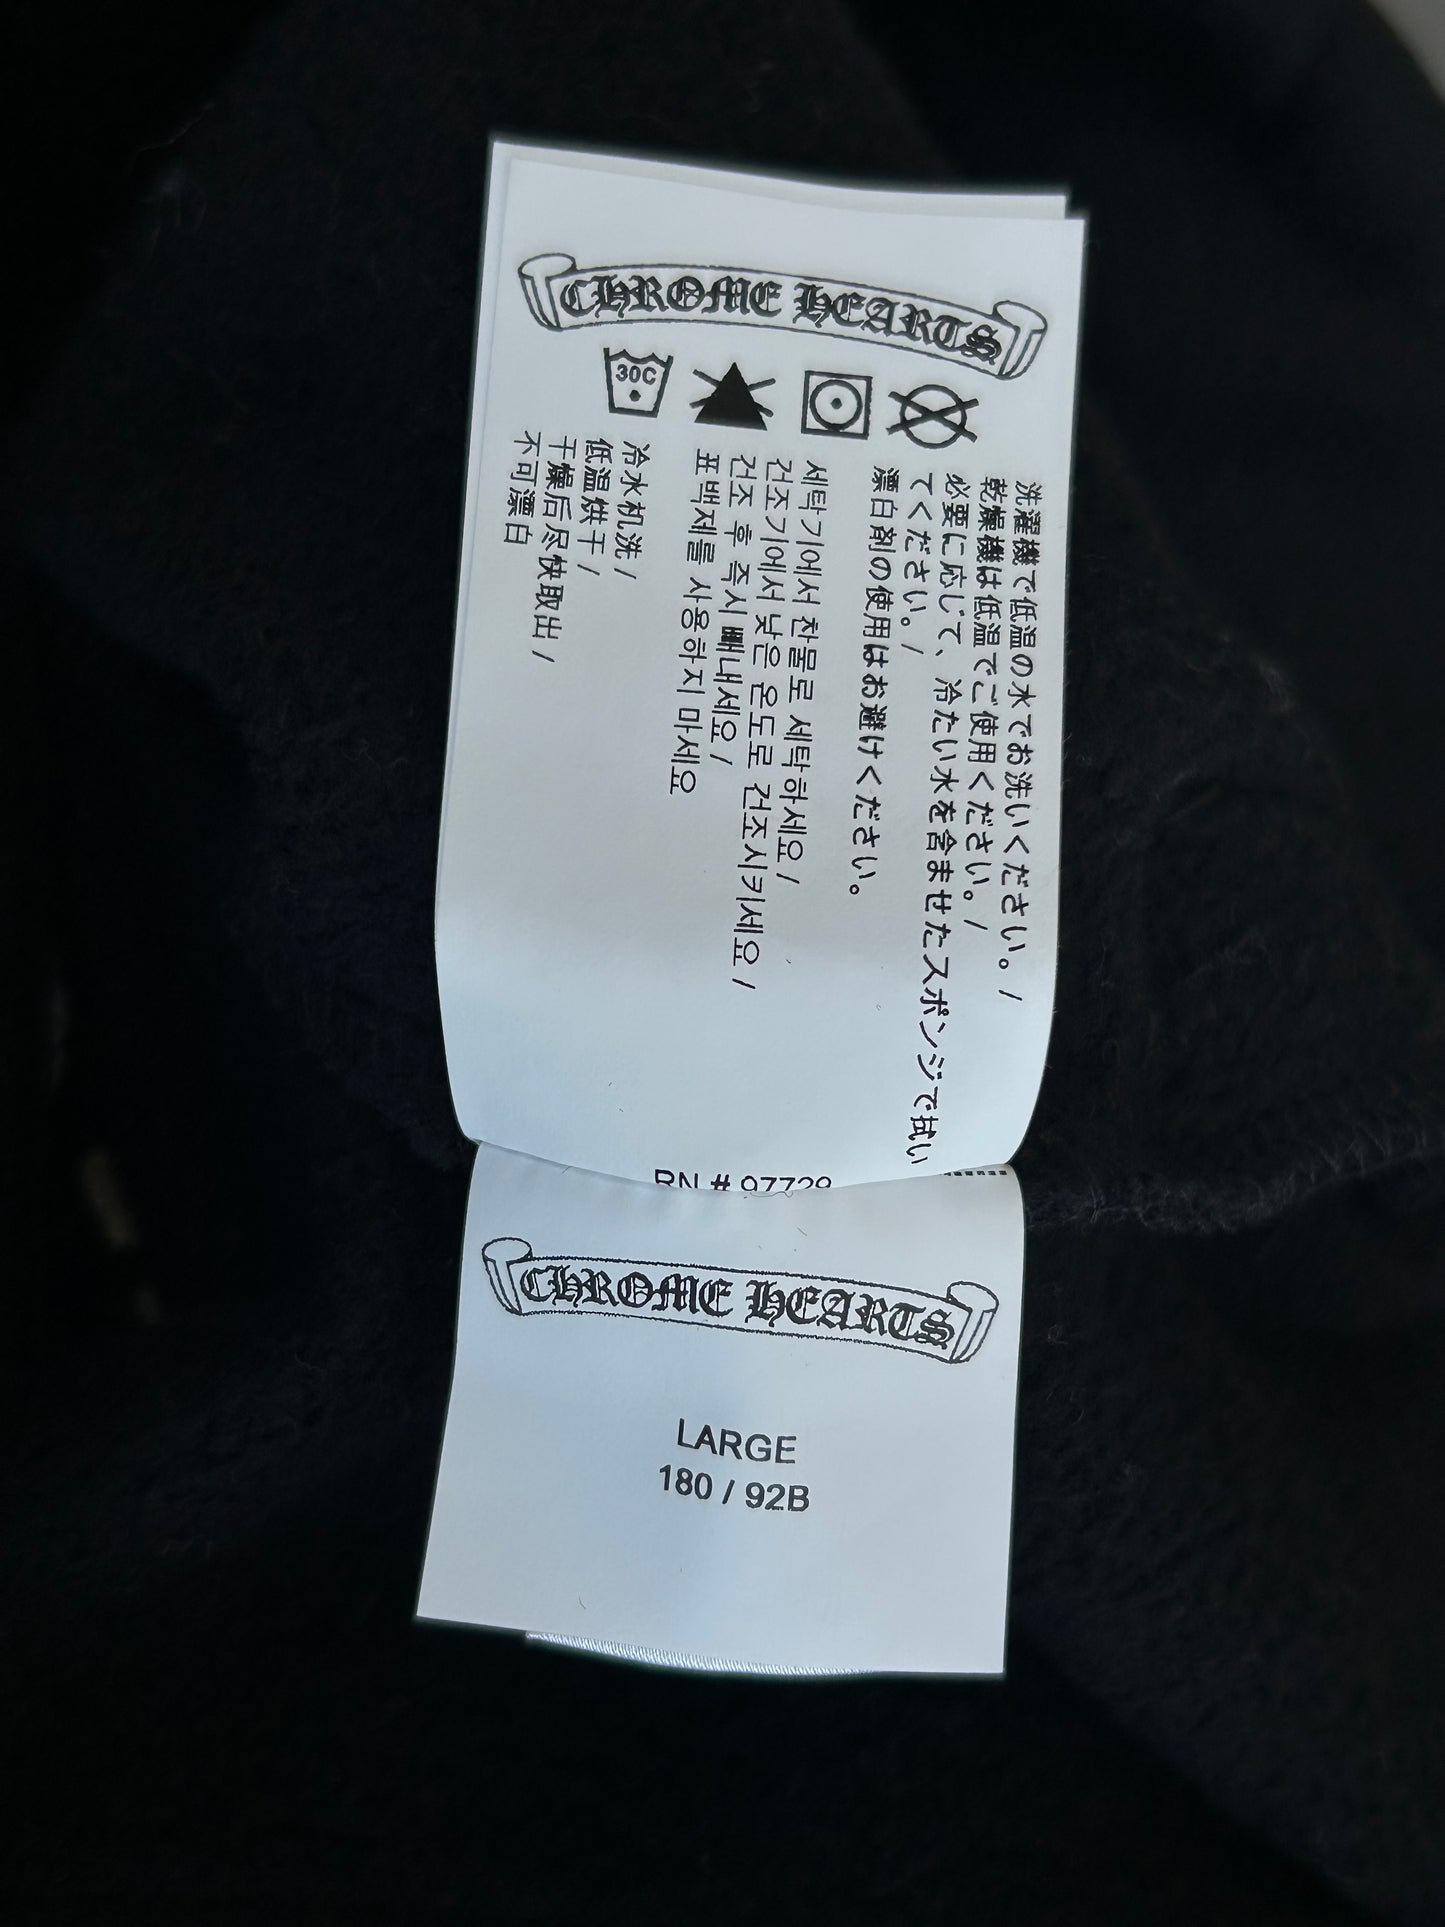 CHROME HEARTS
30C
洗濯機で低温の水でお洗いください。/
乾燥機は低温でご使用ください。/
必要に応じて、冷たい水を含ませたスポンジで拭い
てください。/
漂白剤の使用はお避けください。
세탁기에서 찬물로 세탁하세요 /
건조기에서 낮은 온도로 건조시키세요 /
건조 후 즉시 빼내세요 /
표백제를 사용하지 마세요
冷水机洗 /
低温烘干 /
干燥后尽快取出 /
不可漂白
RN # 97729
CHROME HEARTS
LARGE
180 / 92B